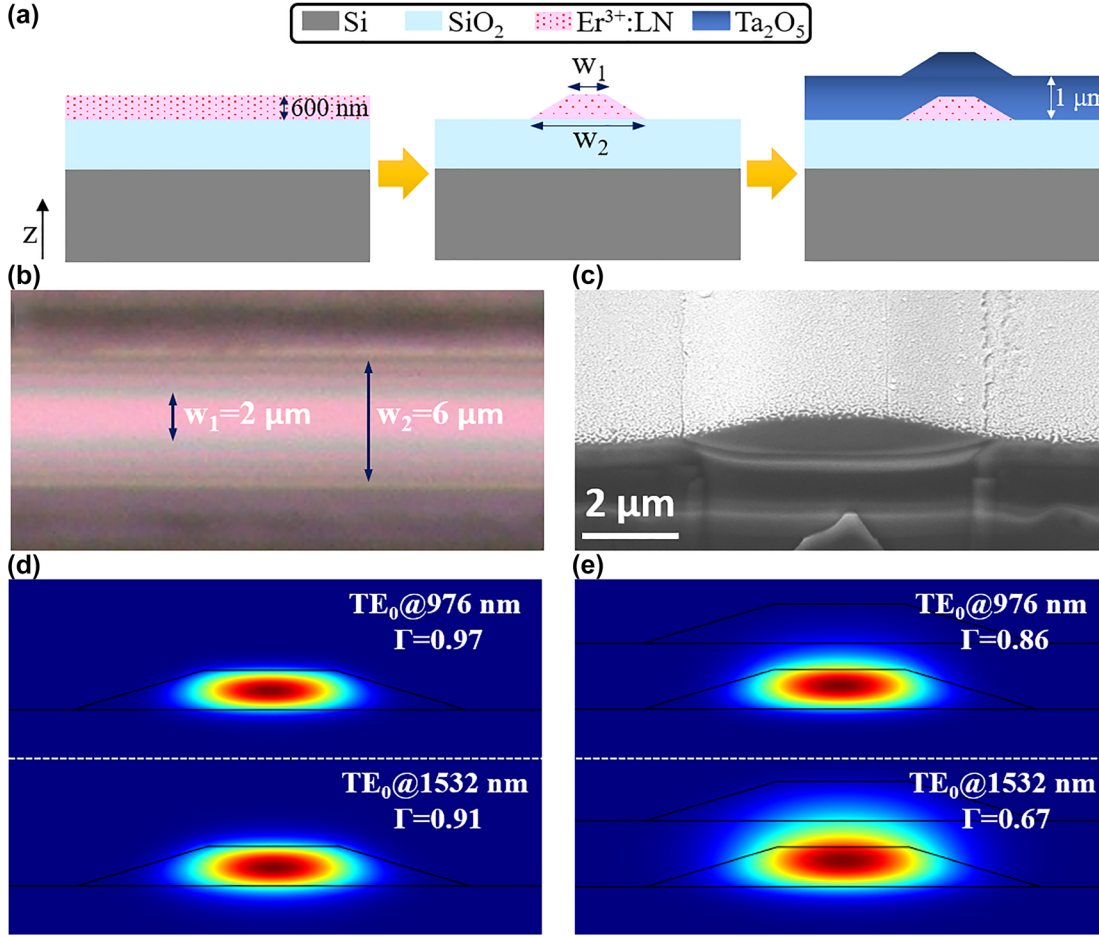 (a)
Si SiO₂ Er³⁺:LN Ta₂O₅
600 nm
w₁
w₂
1 μm
Z
(b)
w₁=2 μm
w₂=6 μm
(c)
2 μm
(d)
TE₀@976 nm
Γ=0.97
TE₀@1532 nm
Γ=0.91
(e)
TE₀@976 nm
Γ=0.86
TE₀@1532 nm
Γ=0.67